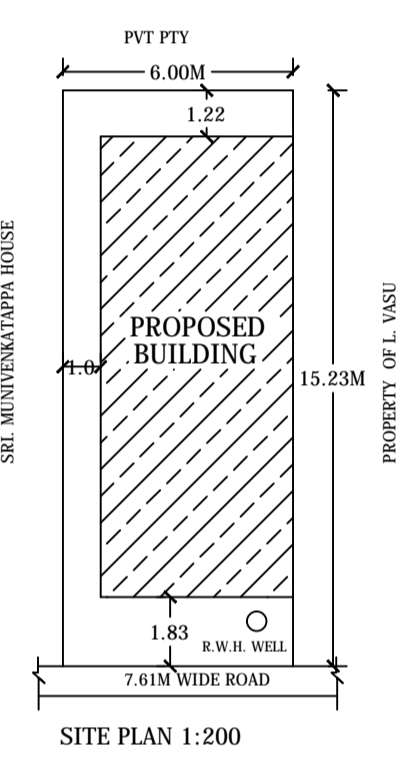 PVT PTY
6.00M
1.22
SRI. MUNIVENKATAPPA HOUSE
PROPOSED
BUILDING
1.0
15.23M
PROPERTY OF L. VASU
1.83
R.W.H. WELL
7.61M WIDE ROAD
SITE PLAN 1:200